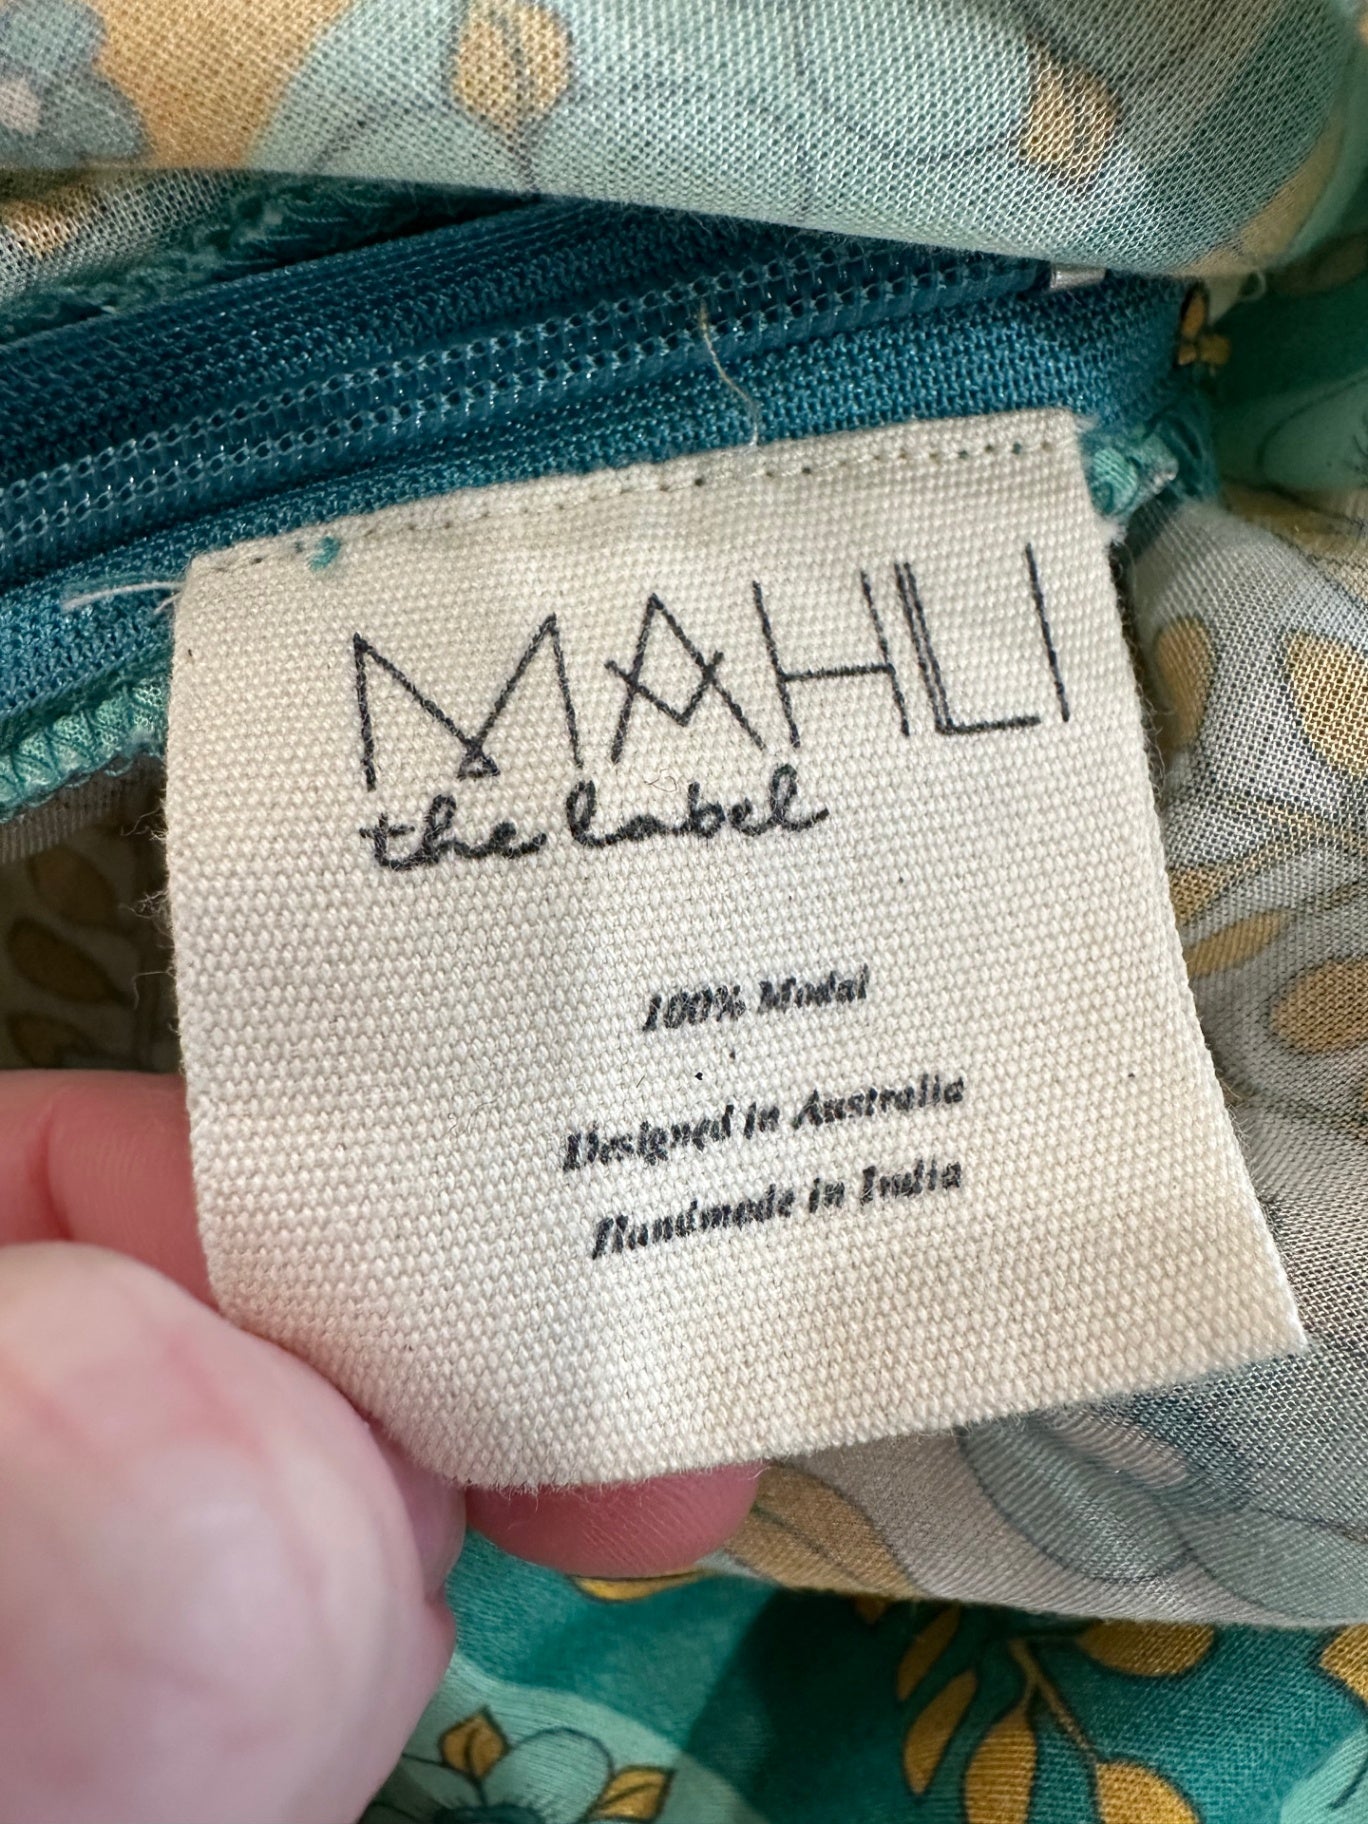 MAHLI
the label
100% Modal
Designed in Australia
Handmade in India